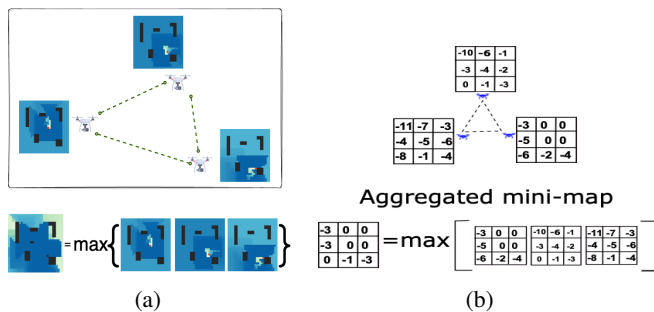 -10 -6 -1
-3 -4 -2
0 -1 -3
-11 -7 -3
-4 -5 -6
-8 -1 -4
-3 0 0
-5 0 0
-6 -2 -4
Aggregated mini-map
= max { }
-3 0 0
-3 0 0
0 -1 -3
= max [ ]
-3 0 0
-5 0 0
-6 -2 -4
-10 -6 -1
-3 -4 -2
0 -1 -3
-11 -7 -3
-4 -5 -6
-8 -1 -4
(a)
(b)